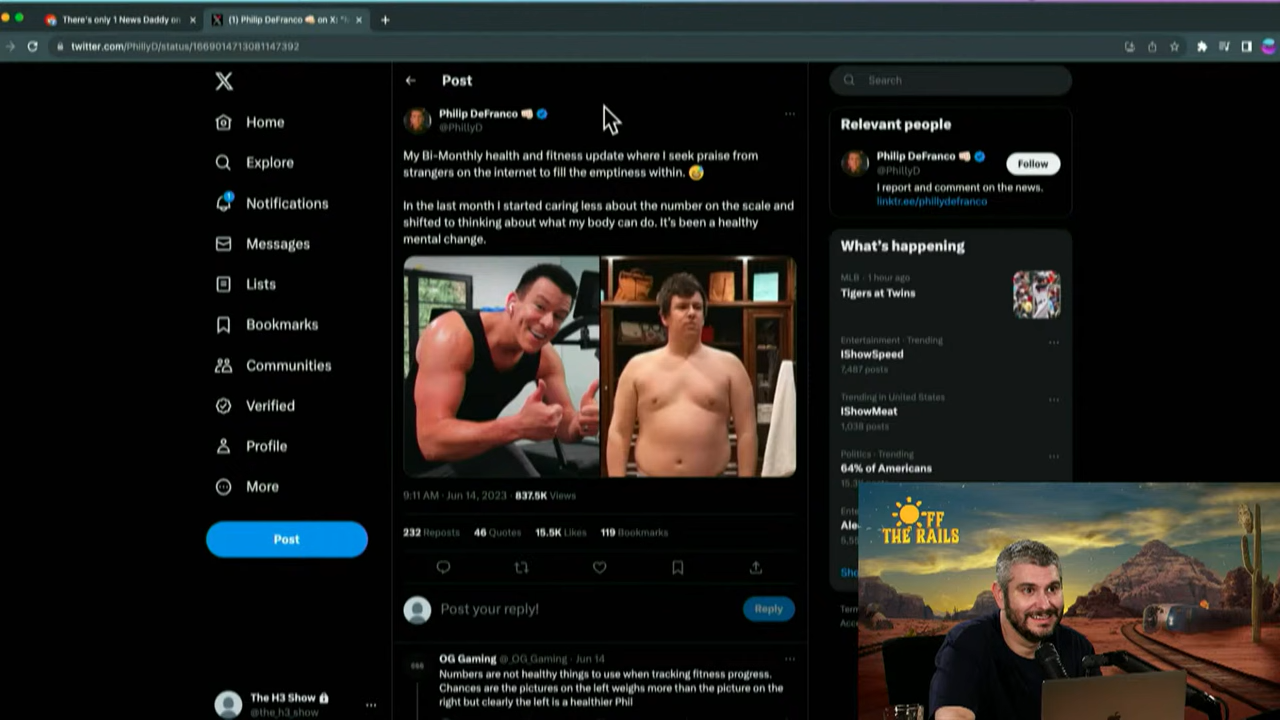 There's only 1 News Daddy on
(1) Philip DeFranco 👊🏻 on X: "
twitter.com/PhillyD/status/1669014713081147392
Home
Explore
1
Notifications
Messages
Lists
Bookmarks
Communities
Verified
Profile
More
Post
The H3 Show
@the_h3_show
Post
Philip DeFranco 👊🏻
@PhillyD
My Bi-Monthly health and fitness update where I seek praise from
strangers on the internet to fill the emptiness within. 😅
In the last month I started caring less about the number on the scale and
shifted to thinking about what my body can do. It's been a healthy
mental change.
9:11 AM · Jun 14, 2023 · 837.5K Views
232 Reposts 46 Quotes 15.5K Likes 119 Bookmarks
Post your reply!
Reply
OG Gaming @_OG_Gaming · Jun 14
Numbers are not healthy things to use when tracking fitness progress.
Chances are the pictures on the left weighs more than the picture on the
right but clearly the left is a healthier Phil
Search
Relevant people
Philip DeFranco 👊🏻
@PhillyD
Follow
I report and comment on the news.
linktr.ee/phillydefranco
What's happening
MLB · 1 hour ago
Tigers at Twins
Entertainment · Trending
IShowSpeed
7,487 posts
Trending in United States
IShowMeat
1,038 posts
Politics · Trending
64% of Americans
OFF
THE RAILS